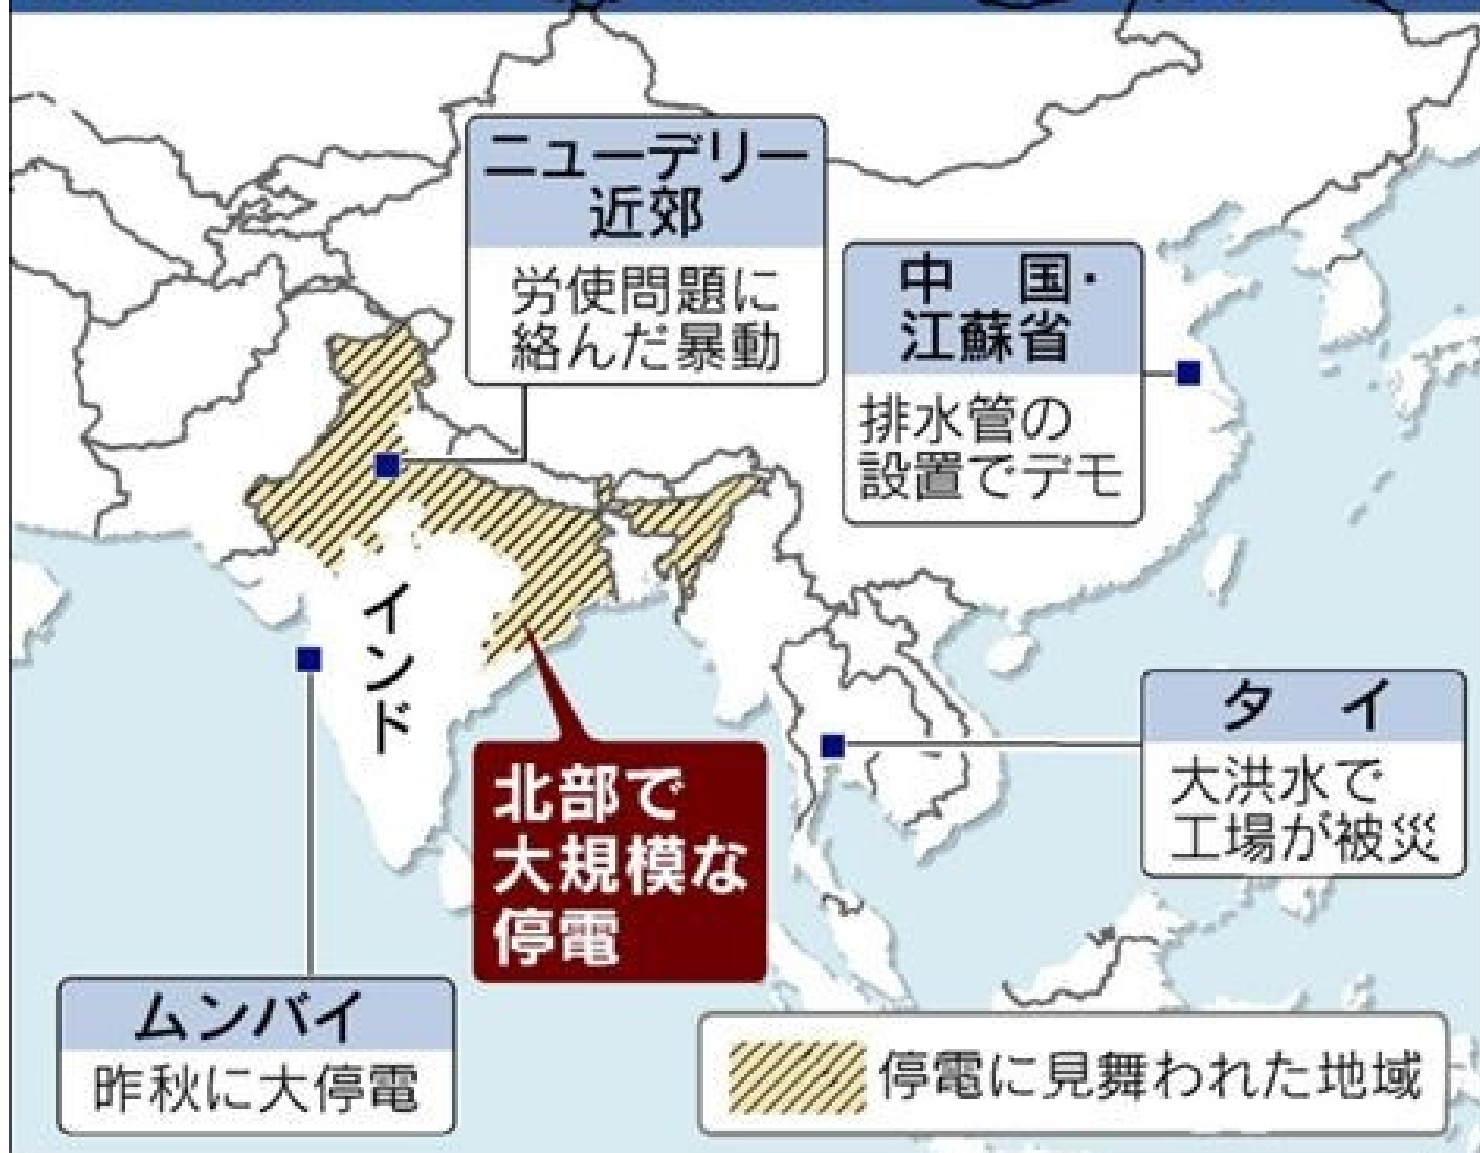 ニューデリー
近郊
労使問題に
絡んだ暴動
中　国・
江蘇省
排水管の
設置でデモ
インド
タ　イ
大洪水で
工場が被災
北部で
大規模な
停電
ムンバイ
昨秋に大停電
停電に見舞われた地域